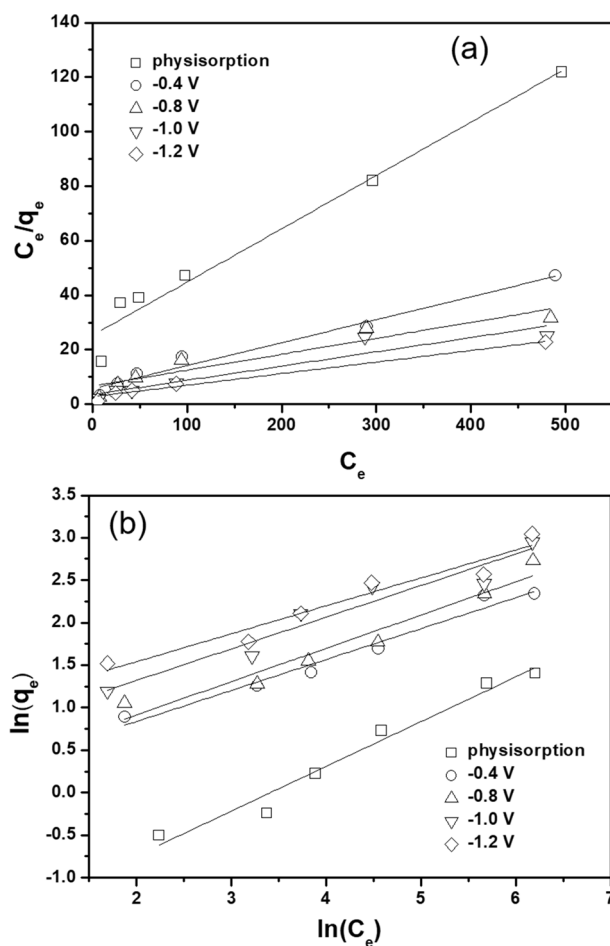 (a)
140
120
100
80
60
40
20
0
Cₑ/qₑ
physisorption
-0.4 V
-0.8 V
-1.0 V
-1.2 V
0 100 200 300 400 500
Cₑ
(b)
3.5
3.0
2.5
2.0
1.5
1.0
0.5
0.0
-0.5
-1.0
ln(qₑ)
physisorption
-0.4 V
-0.8 V
-1.0 V
-1.2 V
2 3 4 5 6 7
ln(Cₑ)